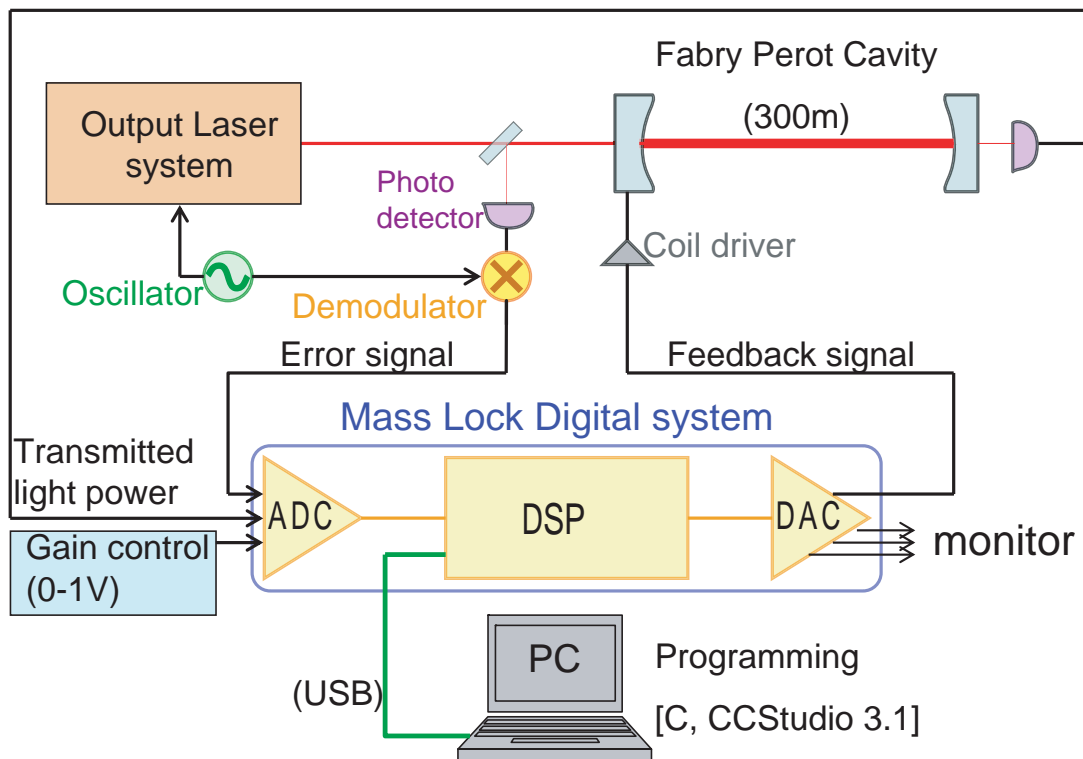 Fabry Perot Cavity
(300m)
Output Laser
system
Photo
detector
Coil driver
Oscillator
Demodulator
Error signal
Feedback signal
Mass Lock Digital system
Transmitted
light power
ADC
DSP
DAC
Gain control
(0-1V)
monitor
PC
Programming
(USB)
[C, CCStudio 3.1]